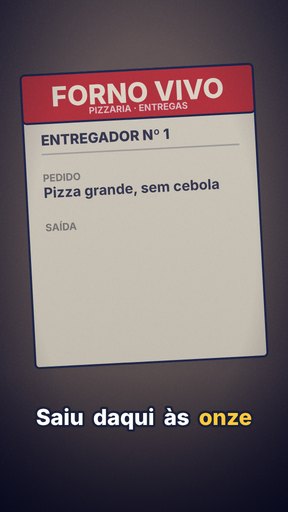 FORNO VIVO
PIZZARIA · ENTREGAS
ENTREGADOR Nº 1
PEDIDO
Pizza grande, sem cebola
SAÍDA
Saiu daqui às onze